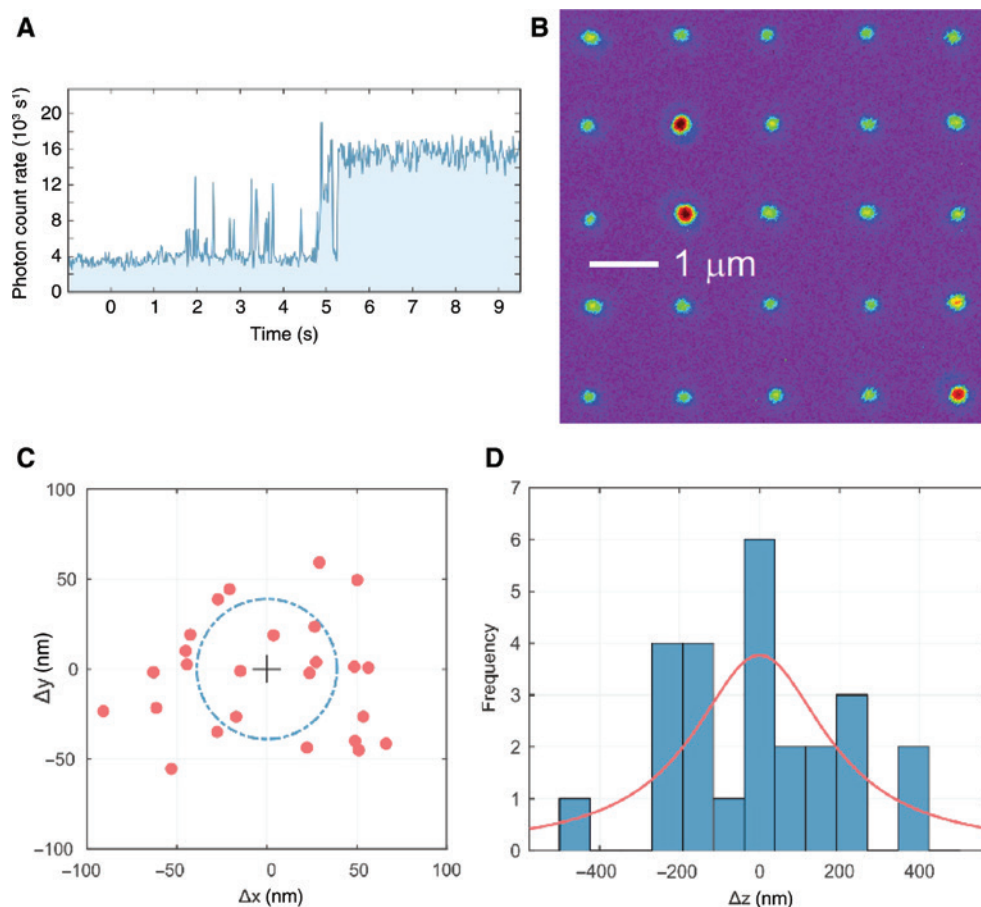 A
Photon count rate (10³ s¹)
20
16
12
8
4
0
0 1 2 3 4 5 6 7 8 9
Time (s)
B
1 μm
C
Δy (nm)
100
50
0
−50
−100
−100 −50 0 50 100
Δx (nm)
D
Frequency
7
6
5
4
3
2
1
0
−400 −200 0 200 400
Δz (nm)